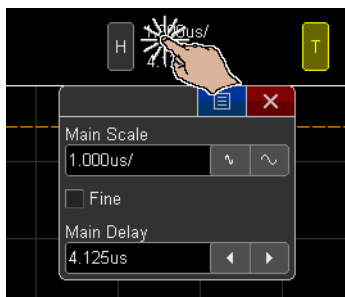 H
T
Main Scale
1.000us/
Fine
Main Delay
4.125us